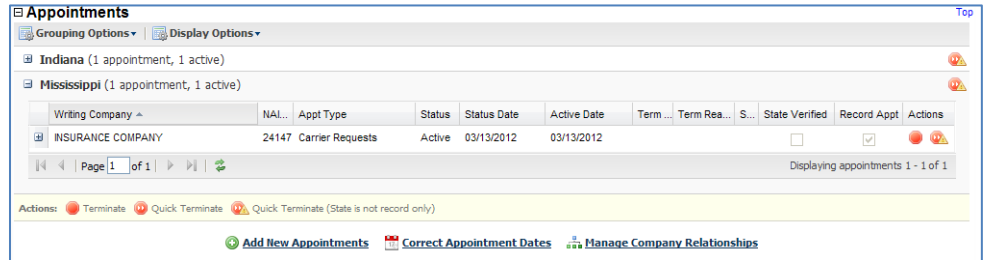 Appointments
Top
Grouping Options Display Options
Indiana (1 appointment, 1 active)
Mississippi (1 appointment, 1 active)
Writing Company NAI... Appt Type Status Status Date Active Date Term ... Term Rea... S... State Verified Record Appt Actions
INSURANCE COMPANY 24147 Carrier Requests Active 03/13/2012 03/13/2012
Page 1 of 1 Displaying appointments 1 - 1 of 1
Actions: Terminate Quick Terminate Quick Terminate (State is not record only)
Add New Appointments Correct Appointment Dates Manage Company Relationships